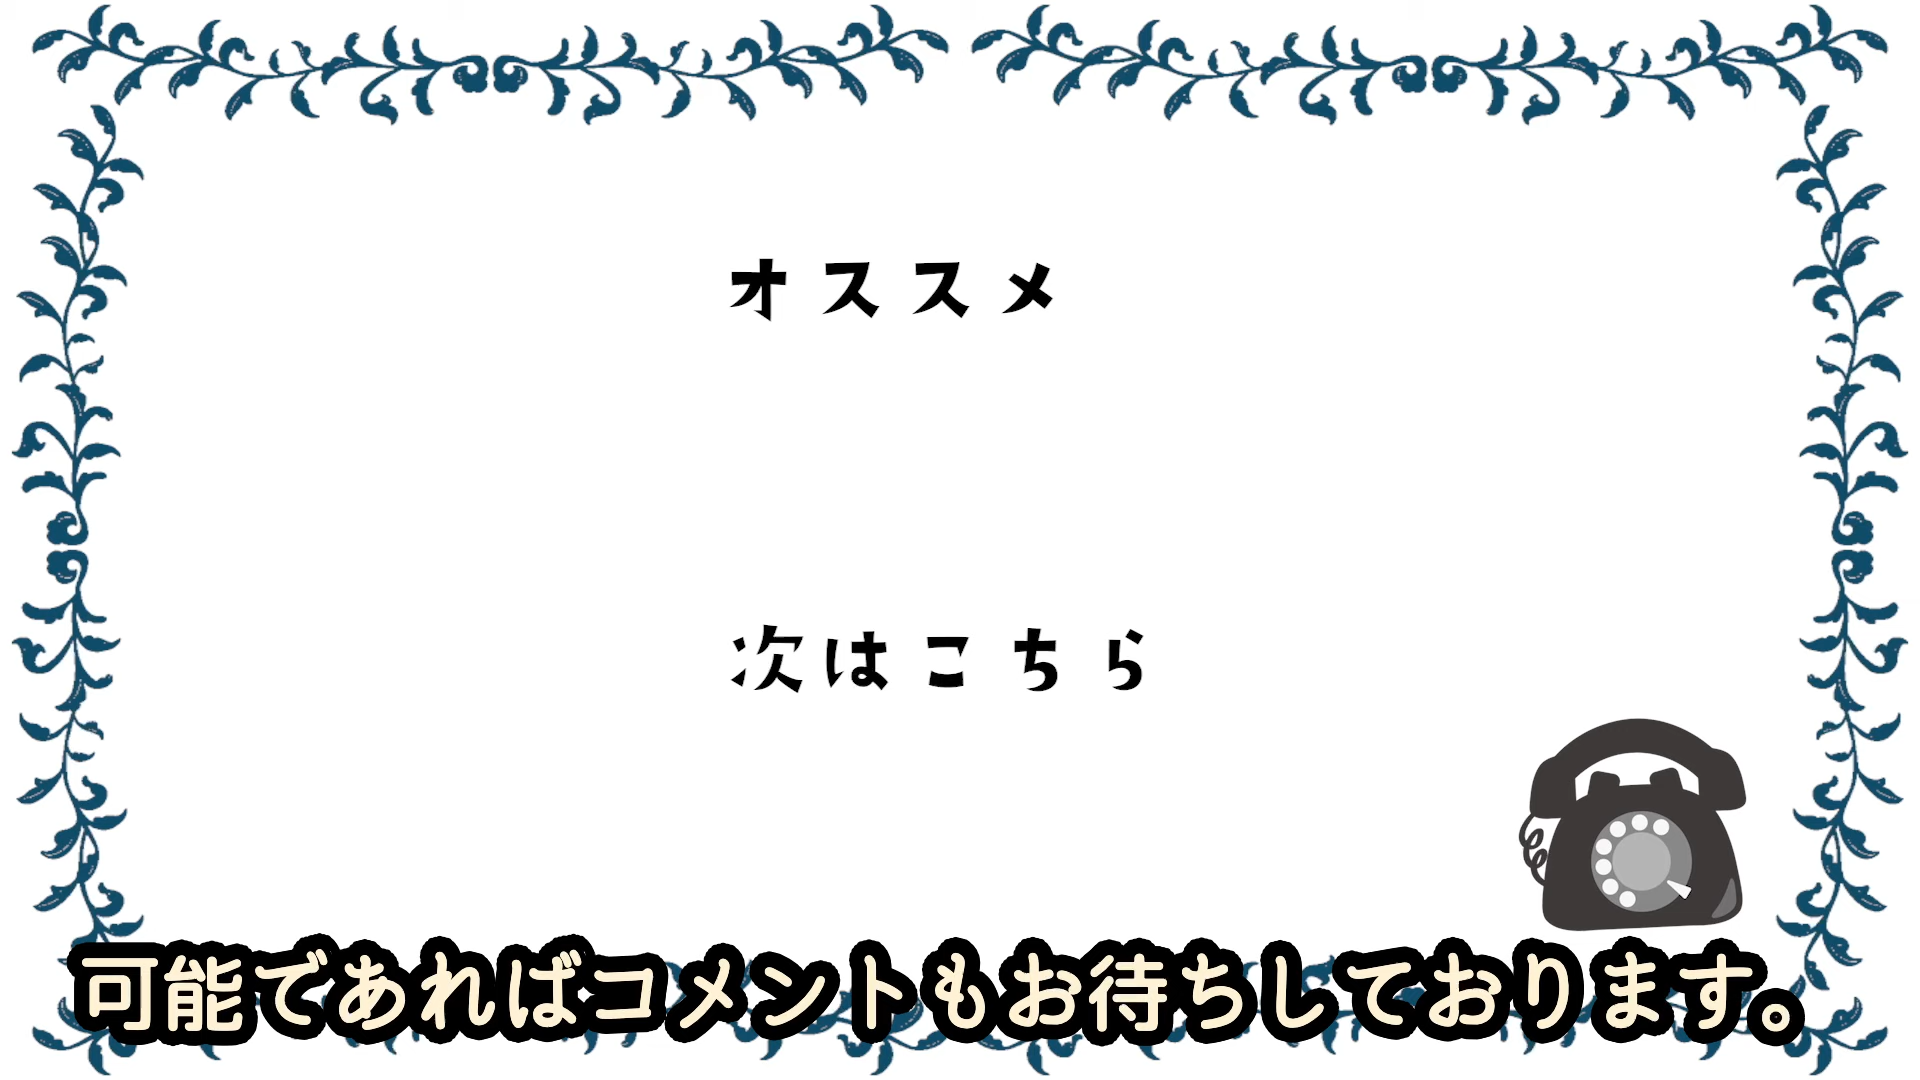 オススメ
次はこちら
可能であればコメントもお待ちしております。